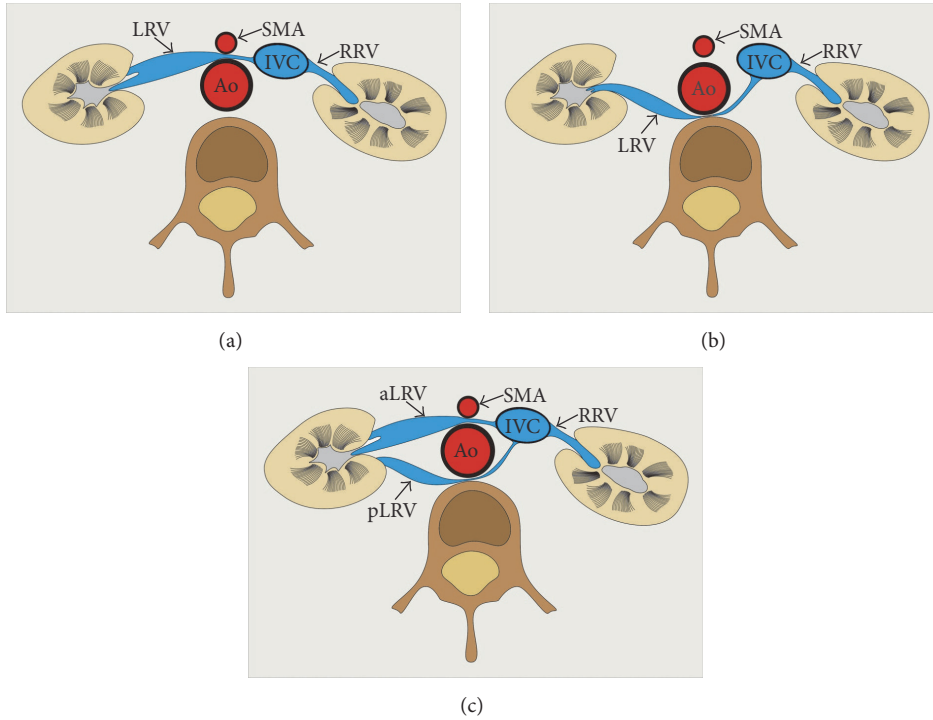 LRV
SMA
IVC
RRV
Ao
(a)
SMA
RRV
IVC
Ao
LRV
(b)
aLRV
SMA
RRV
IVC
Ao
pLRV
(c)